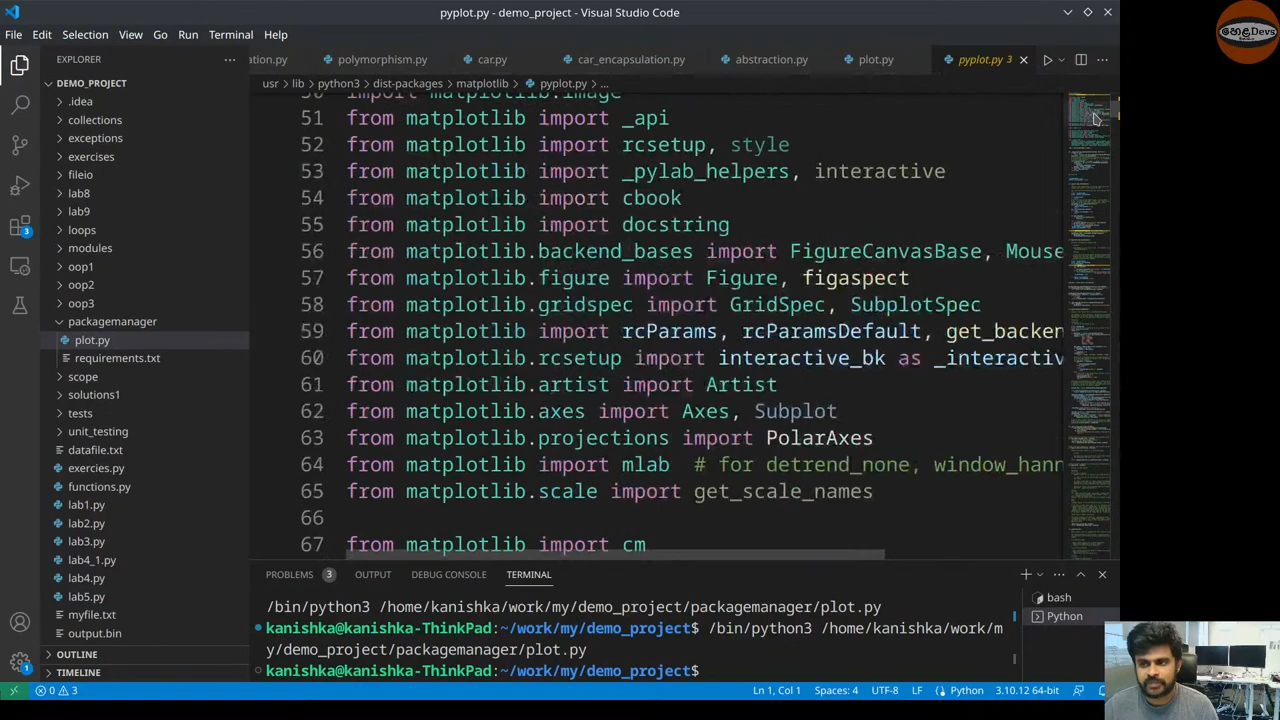 pyplot.py - demo_project - Visual Studio Code
File Edit Selection View Go Run Terminal Help
හෙළDevs
EXPLORER
ation.py polymorphism.py car.py car_encapsulation.py abstraction.py plot.py pyplot.py 3
DEMO_PROJECT
usr > lib > python3 > dist-packages > matplotlib > pyplot.py > ...
.idea
collections
exceptions
exercises
fileio
lab8
lab9
loops
modules
oop1
oop2
oop3
packagemanager
plot.py
requirements.txt
scope
solutions1
tests
unit_testing
datafile.txt
exercies.py
functions.py
lab1.py
lab2.py
lab3.py
lab4_1.py
lab4.py
lab5.py
myfile.txt
output.bin
OUTLINE
TIMELINE
50 import matplotlib.image
51 from matplotlib import _api
52 from matplotlib import rcsetup, style
53 from matplotlib import _pylab_helpers, interactive
54 from matplotlib import cbook
55 from matplotlib import docstring
56 from matplotlib.backend_bases import FigureCanvasBase, Mouse
57 from matplotlib.figure import Figure, figaspect
58 from matplotlib.gridspec import GridSpec, SubplotSpec
59 from matplotlib import rcParams, rcParamsDefault, get_backen
60 from matplotlib.rcsetup import interactive_bk as _interactiv
61 from matplotlib.artist import Artist
62 from matplotlib.axes import Axes, Subplot
63 from matplotlib.projections import PolarAxes
64 from matplotlib import mlab # for detrend_none, window_hann
65 from matplotlib.scale import get_scale_names
66
67 from matplotlib import cm
PROBLEMS 3 OUTPUT DEBUG CONSOLE TERMINAL
/bin/python3 /home/kanishka/work/my/demo_project/packagemanager/plot.py
kanishka@kanishka-ThinkPad:~/work/my/demo_project$ /bin/python3 /home/kanishka/work/m
y/demo_project/packagemanager/plot.py
kanishka@kanishka-ThinkPad:~/work/my/demo_project$
bash
Python
3
1
0 3 Ln 1, Col 1 Spaces: 4 UTF-8 LF Python 3.10.12 64-bit